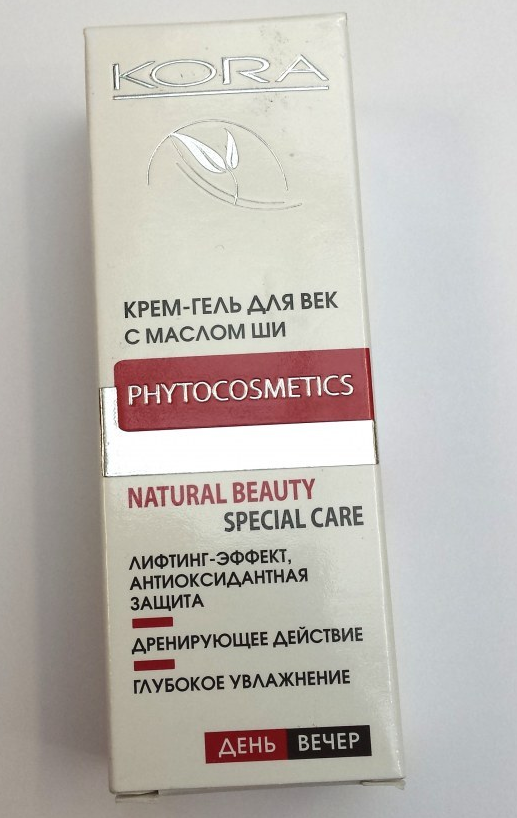 KORA
КРЕМ-ГЕЛЬ ДЛЯ ВЕК
С МАСЛОМ ШИ
PHYTOCOSMETICS
NATURAL BEAUTY
SPECIAL CARE
ЛИФТИНГ-ЭФФЕКТ,
АНТИОКСИДАНТНАЯ
ЗАЩИТА
ДРЕНИРУЮЩЕЕ ДЕЙСТВИЕ
ГЛУБОКОЕ УВЛАЖНЕНИЕ
ДЕНЬ ВЕЧЕР